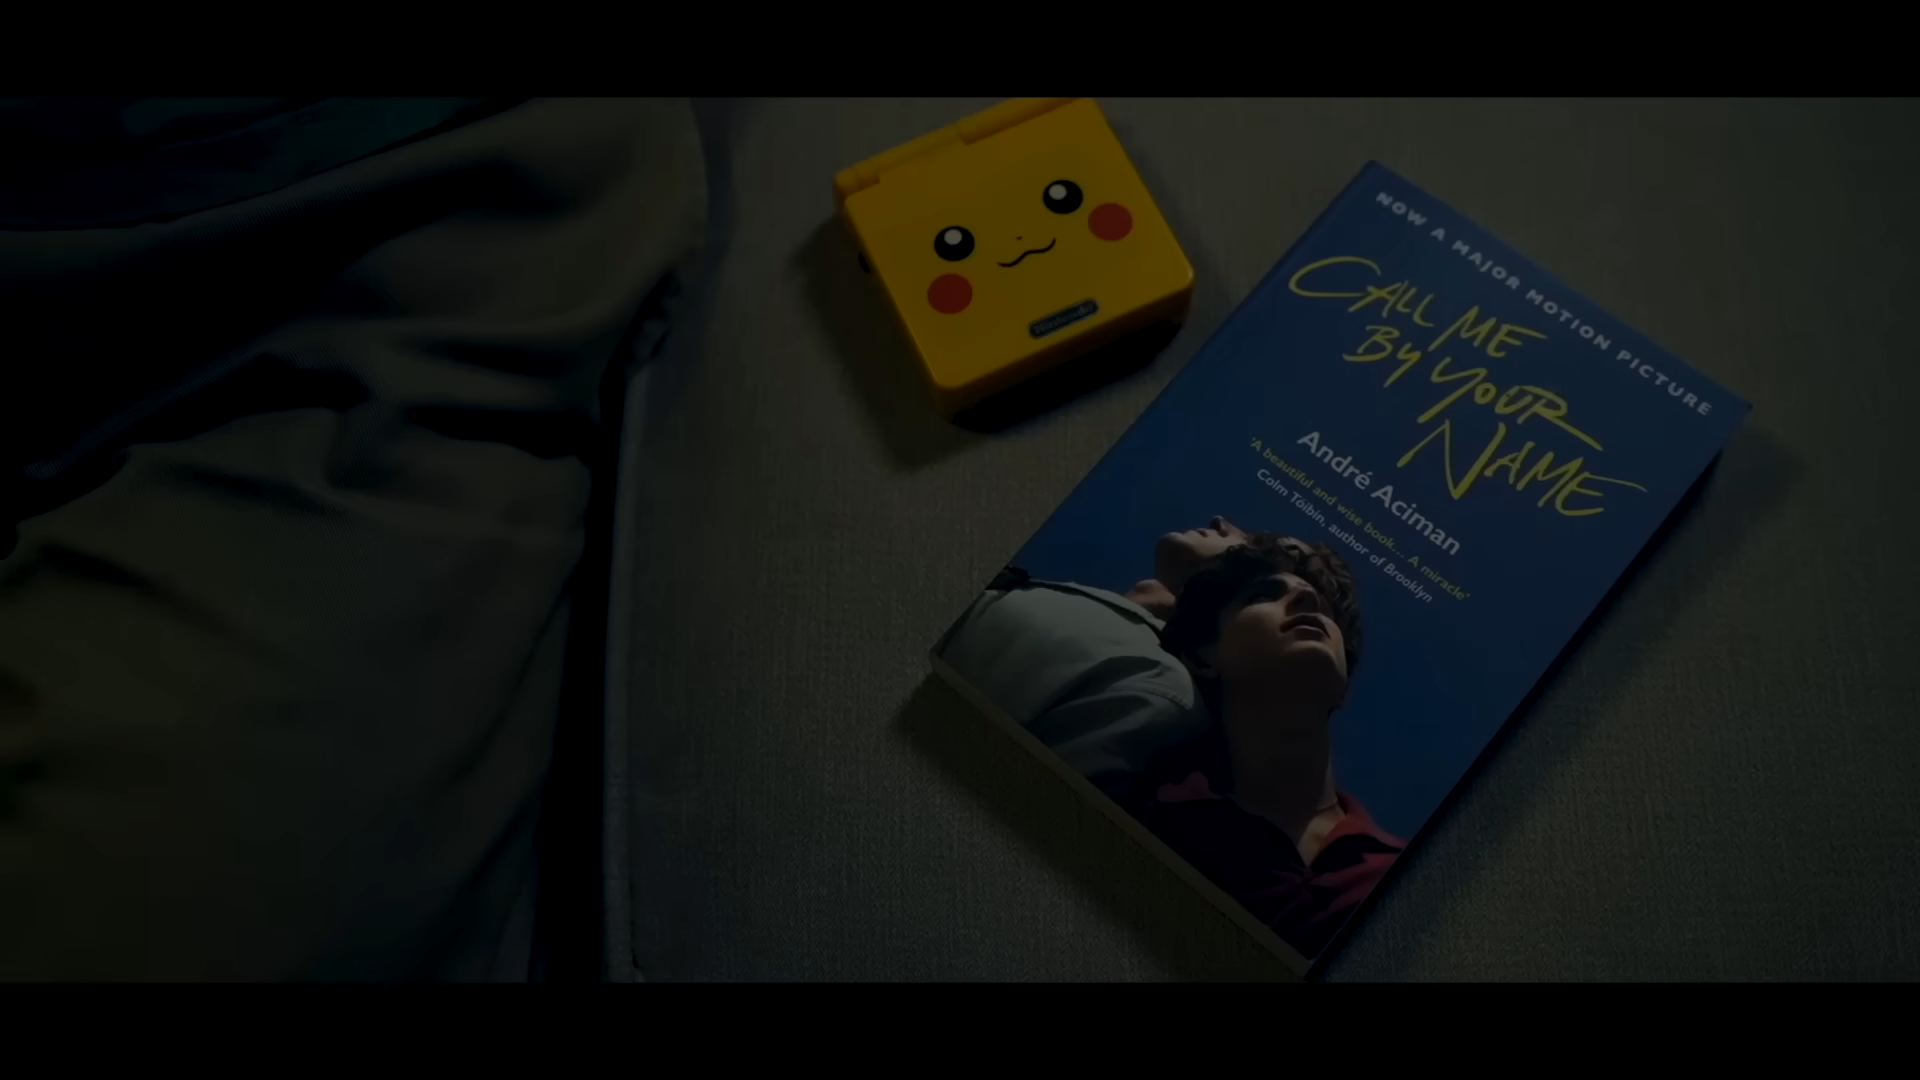 Nintendo
NOW A MAJOR MOTION PICTURE
CALL ME
BY YOUR
NAME
André Aciman
'A beautiful and wise book... A miracle'
Colm Tóibín, author of Brooklyn